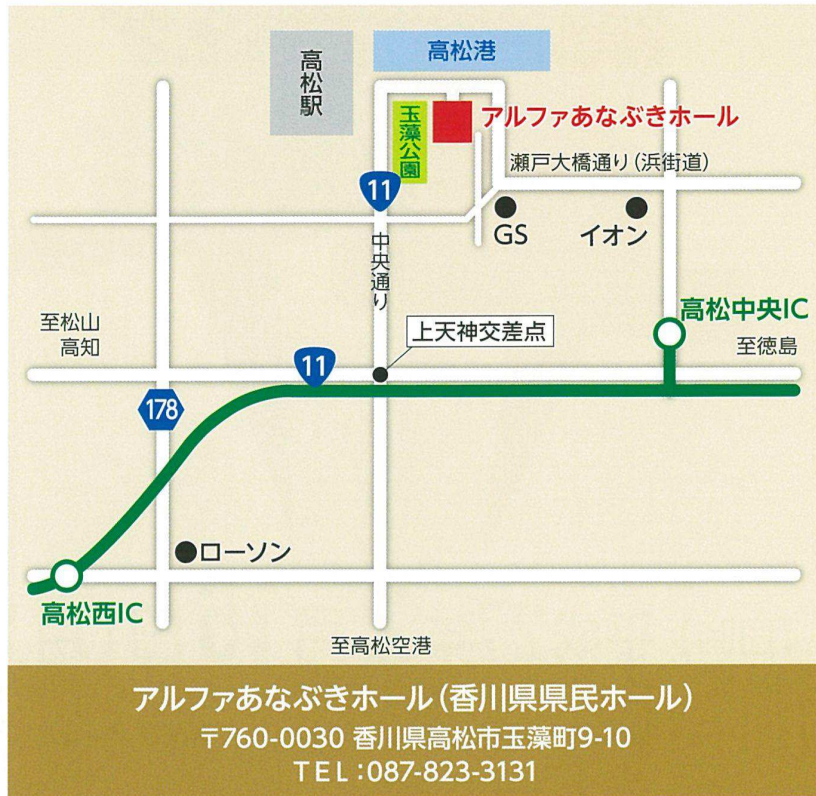 高松港
高松駅
玉藻公園
アルファあなぶきホール
瀬戸大橋通り(浜街道)
11
GS
イオン
中央通り
高松中央IC
至松山
高知
上天神交差点
至徳島
11
178
ローソン
高松西IC
至高松空港
アルファあなぶきホール(香川県県民ホール)
〒760-0030 香川県高松市玉藻町9-10
TEL:087-823-3131